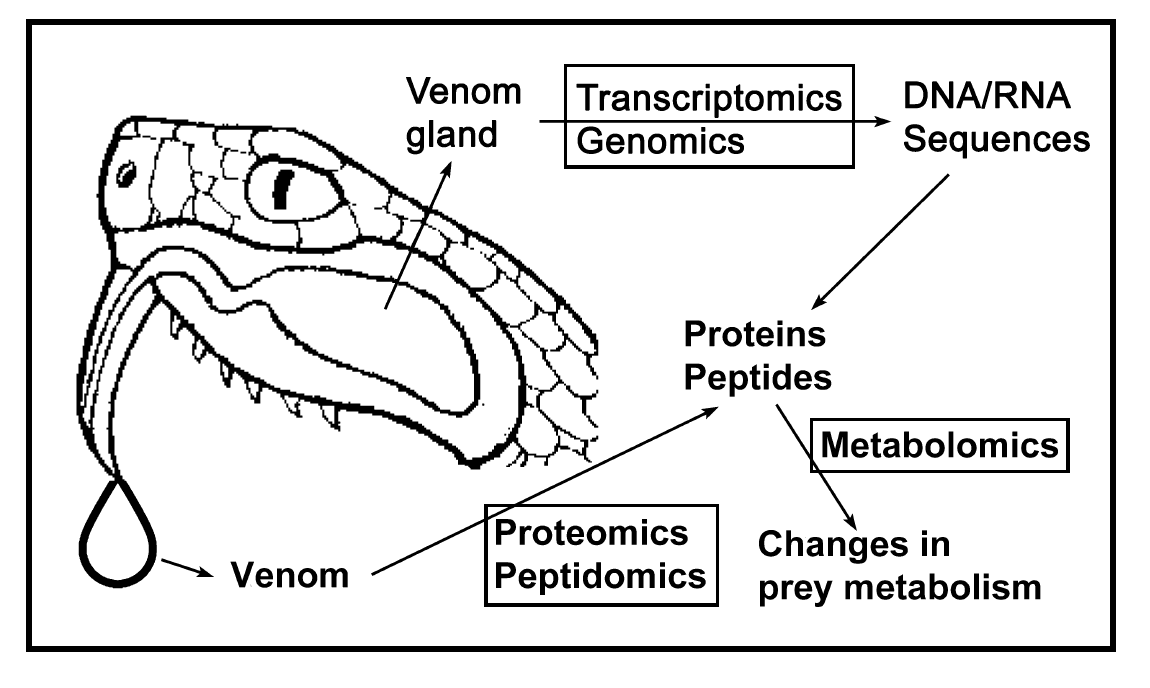 Venom
gland
Transcriptomics
Genomics
DNA/RNA
Sequences
Proteins
Peptides
Metabolomics
Proteomics
Peptidomics
Venom
Changes in
prey metabolism